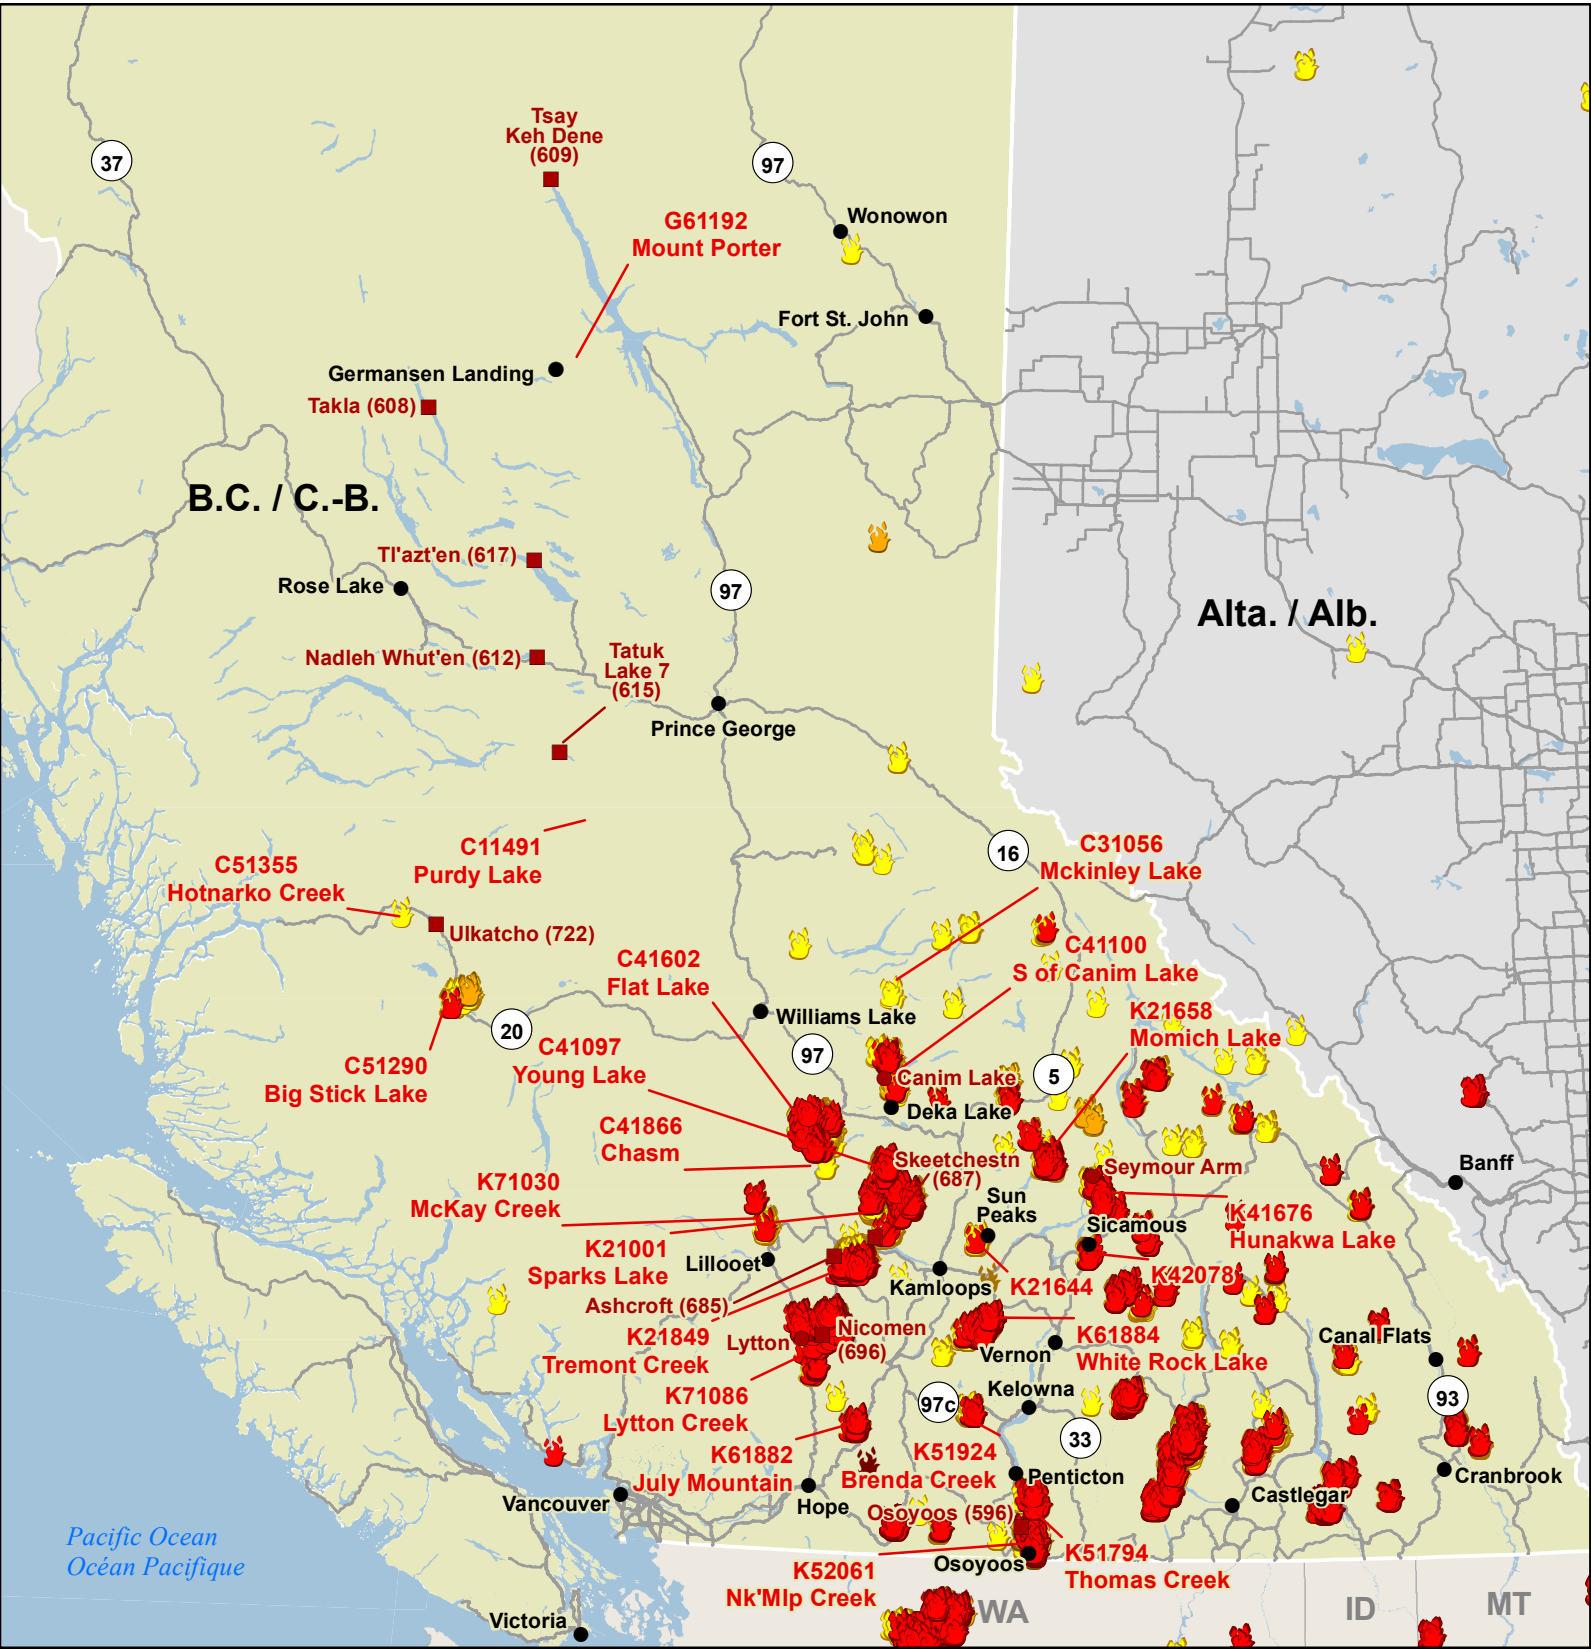 Tsay
Keh Dene
(609)
37
97
G61192
Mount Porter
Wonowon
Fort St. John
Germansen Landing
Takla (608)
B.C. / C.-B.
Tl'azt'en (617)
Rose Lake
97
Alta. / Alb.
Nadleh Whut'en (612)
Tatuk
Lake 7
(615)
Prince George
C11491
Purdy Lake
16
C31056
Mckinley Lake
C51355
Hotnarko Creek
Ulkatcho (722)
C41602
Flat Lake
C41100
S of Canim Lake
Williams Lake
K21658
Momich Lake
20
97
5
C51290
Big Stick Lake
C41097
Young Lake
Canim Lake
Deka Lake
C41866
Chasm
Skeetchestn
(687)
Seymour Arm
Banff
K71030
McKay Creek
Sun
Peaks
Sicamous
K41676
Hunakwa Lake
K21001
Sparks Lake
Lillooet
Kamloops
K21644
K42078
Ashcroft (685)
K21849
Tremont Creek
Lytton
Nicomen
(696)
Vernon
K61884
White Rock Lake
Canal Flats
K71086
Lytton Creek
97c
Kelowna
93
33
K61882
July Mountain
K51924
Brenda Creek
Penticton
Cranbrook
Castlegar
Vancouver
Hope
Osoyoos (596)
Pacific Ocean
Océan Pacifique
K52061
Nk'Mlp Creek
Osoyoos
K51794
Thomas Creek
Victoria
WA
ID
MT